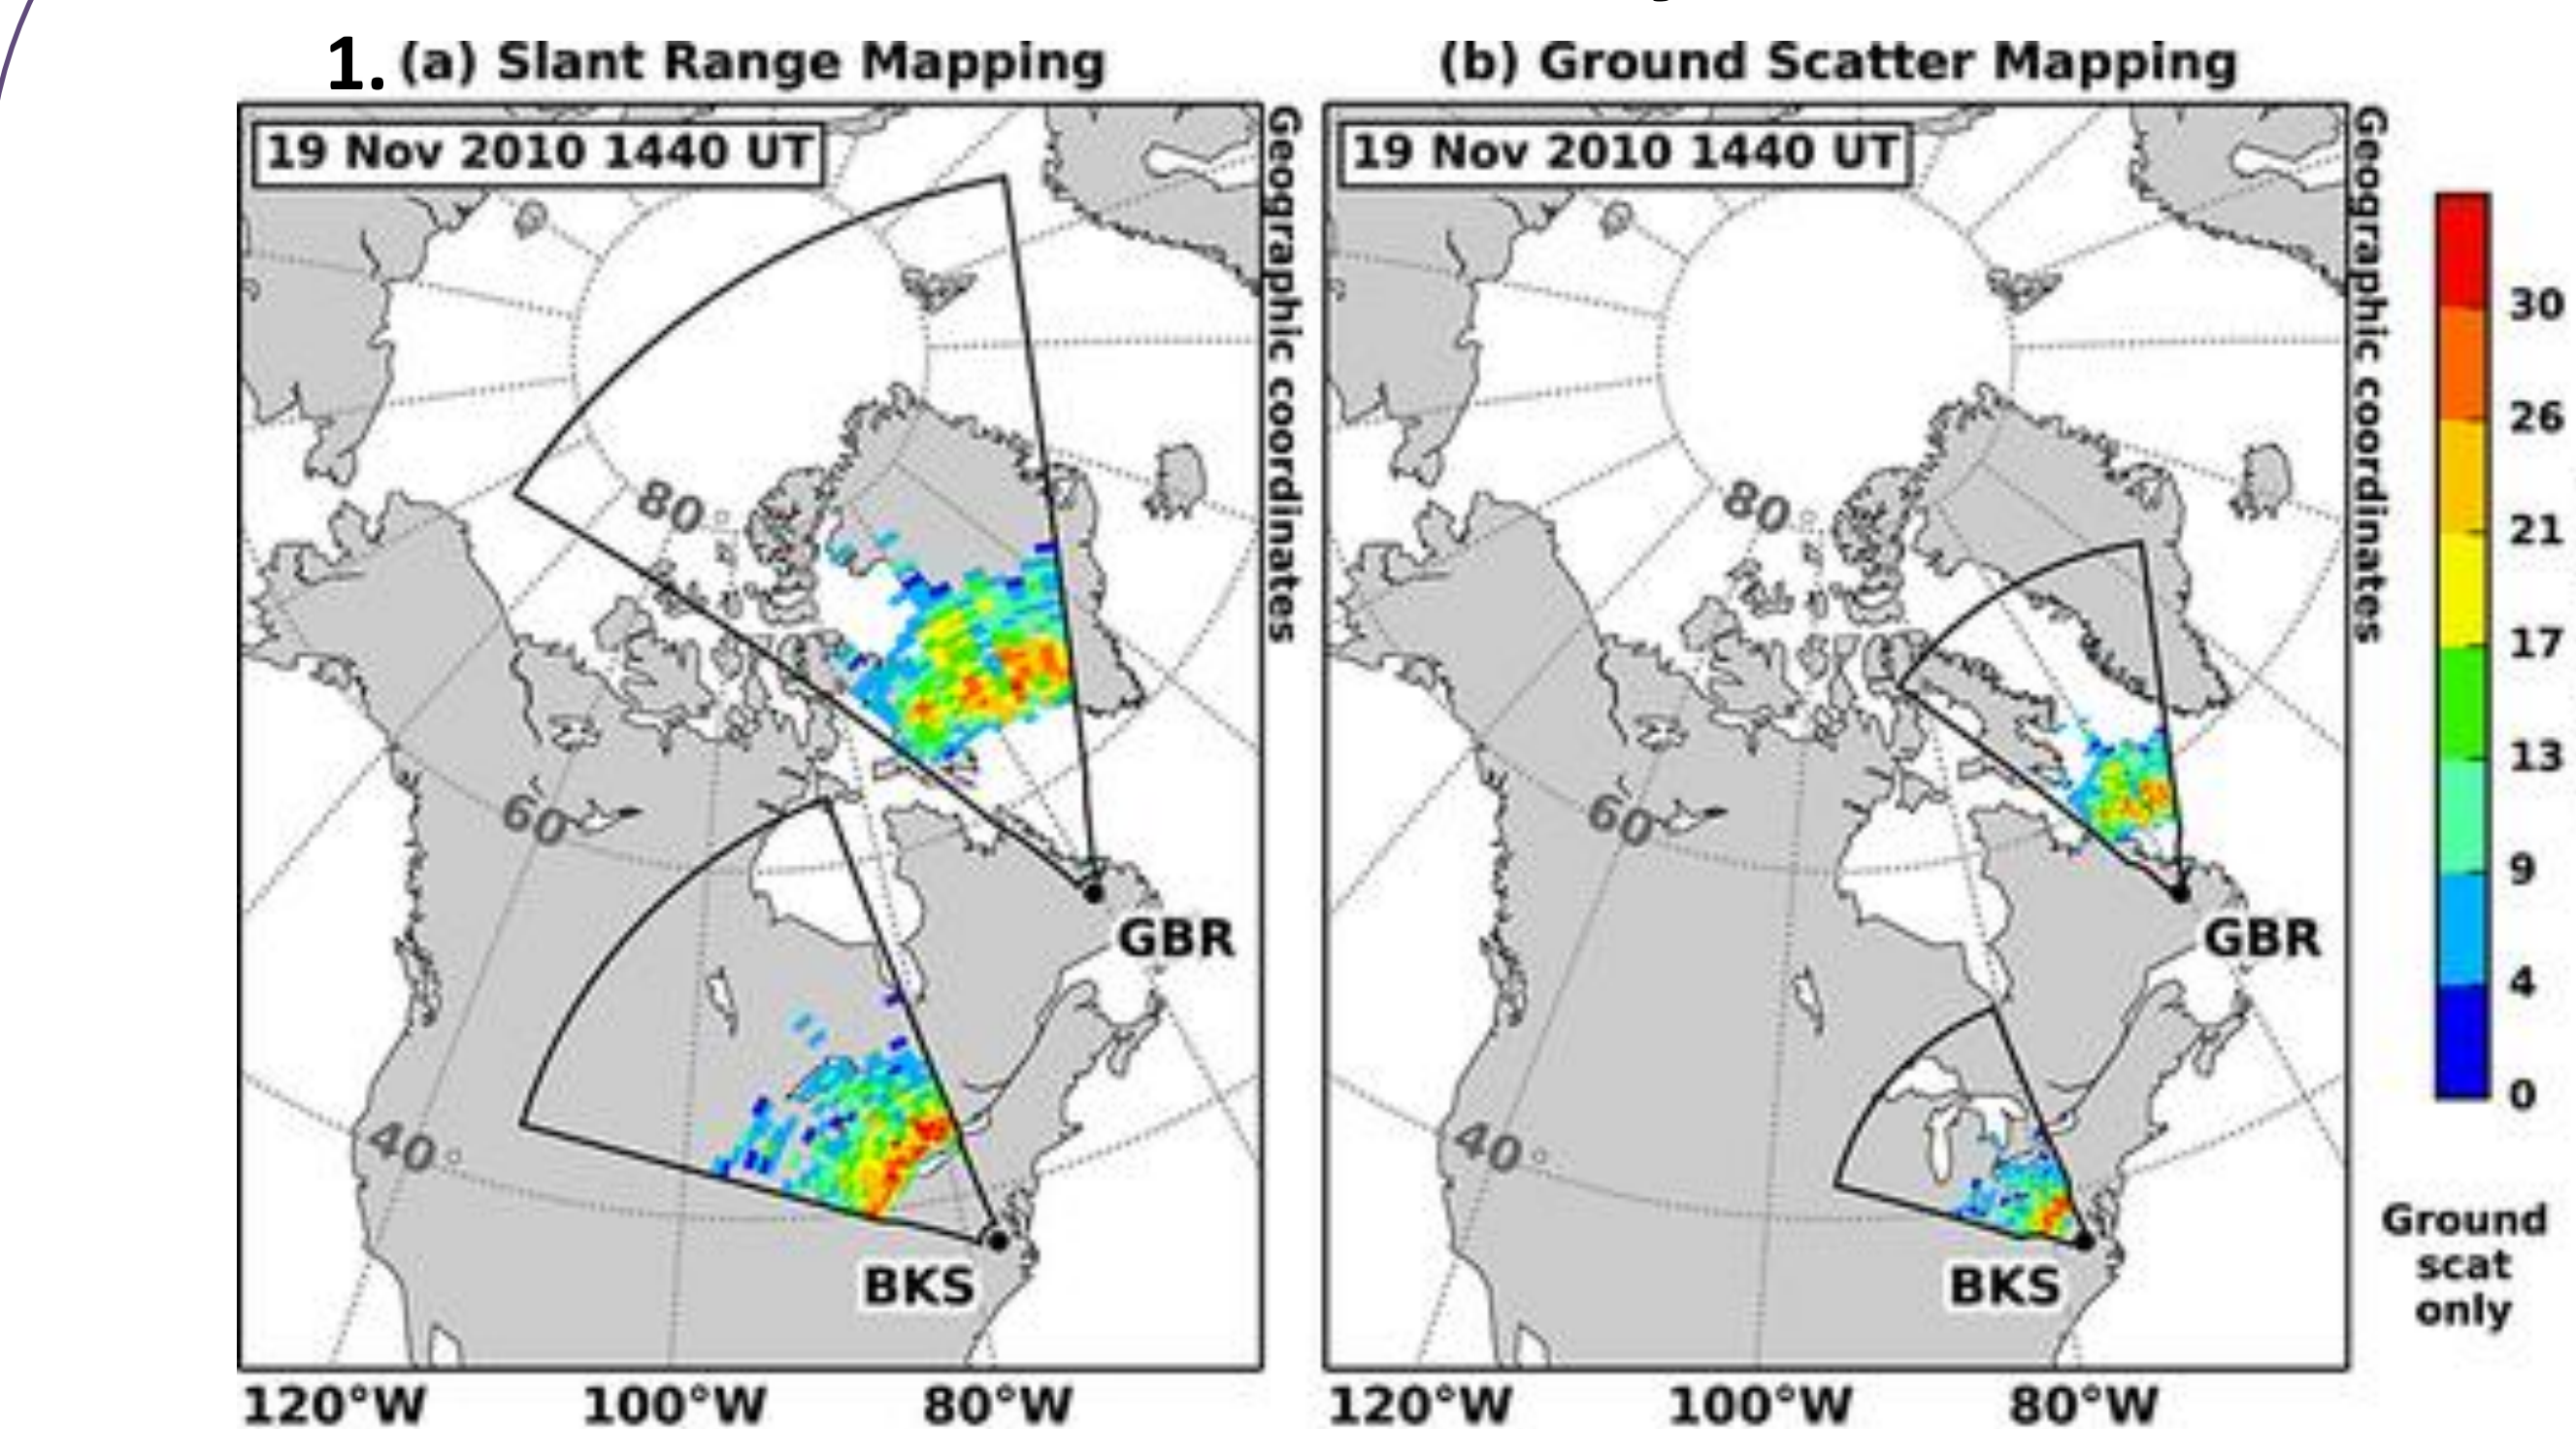 1. (a) Slant Range Mapping
19 Nov 2010 1440 UT
Geographic coordinates
80°
60
40°
GBR
BKS
120°W 100°W 80°W
(b) Ground Scatter Mapping
19 Nov 2010 1440 UT
Geographic coordinates
80°
60
40°
GBR
BKS
120°W 100°W 80°W
30
26
21
17
13
9
4
0
Ground
scat
only